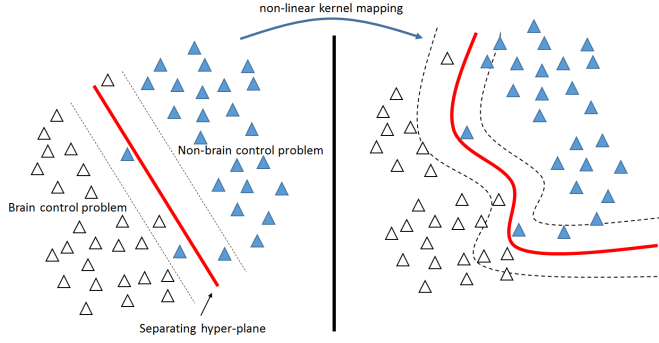 non-linear kernel mapping
Non-brain control problem
Brain control problem
Separating hyper-plane